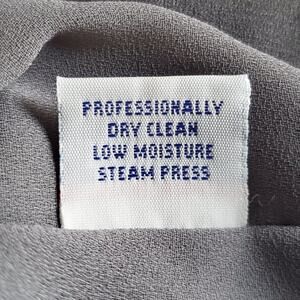 PROFESSIONALLY
DRY CLEAN
LOW MOISTURE
STEAM PRESS